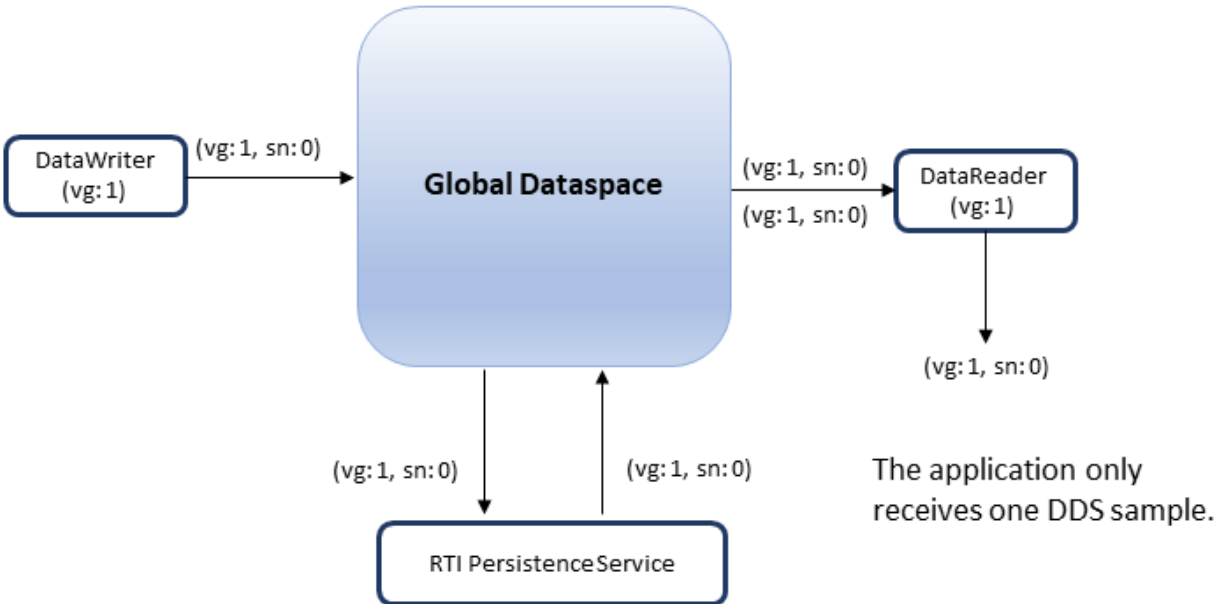 DataWriter
(vg: 1)
(vg: 1, sn: 0)
Global Dataspace
(vg: 1, sn: 0)
(vg: 1, sn: 0)
DataReader
(vg: 1)
(vg: 1, sn: 0)
(vg: 1, sn: 0)
(vg: 1, sn: 0)
The application only
receives one DDS sample.
RTI Persistence Service